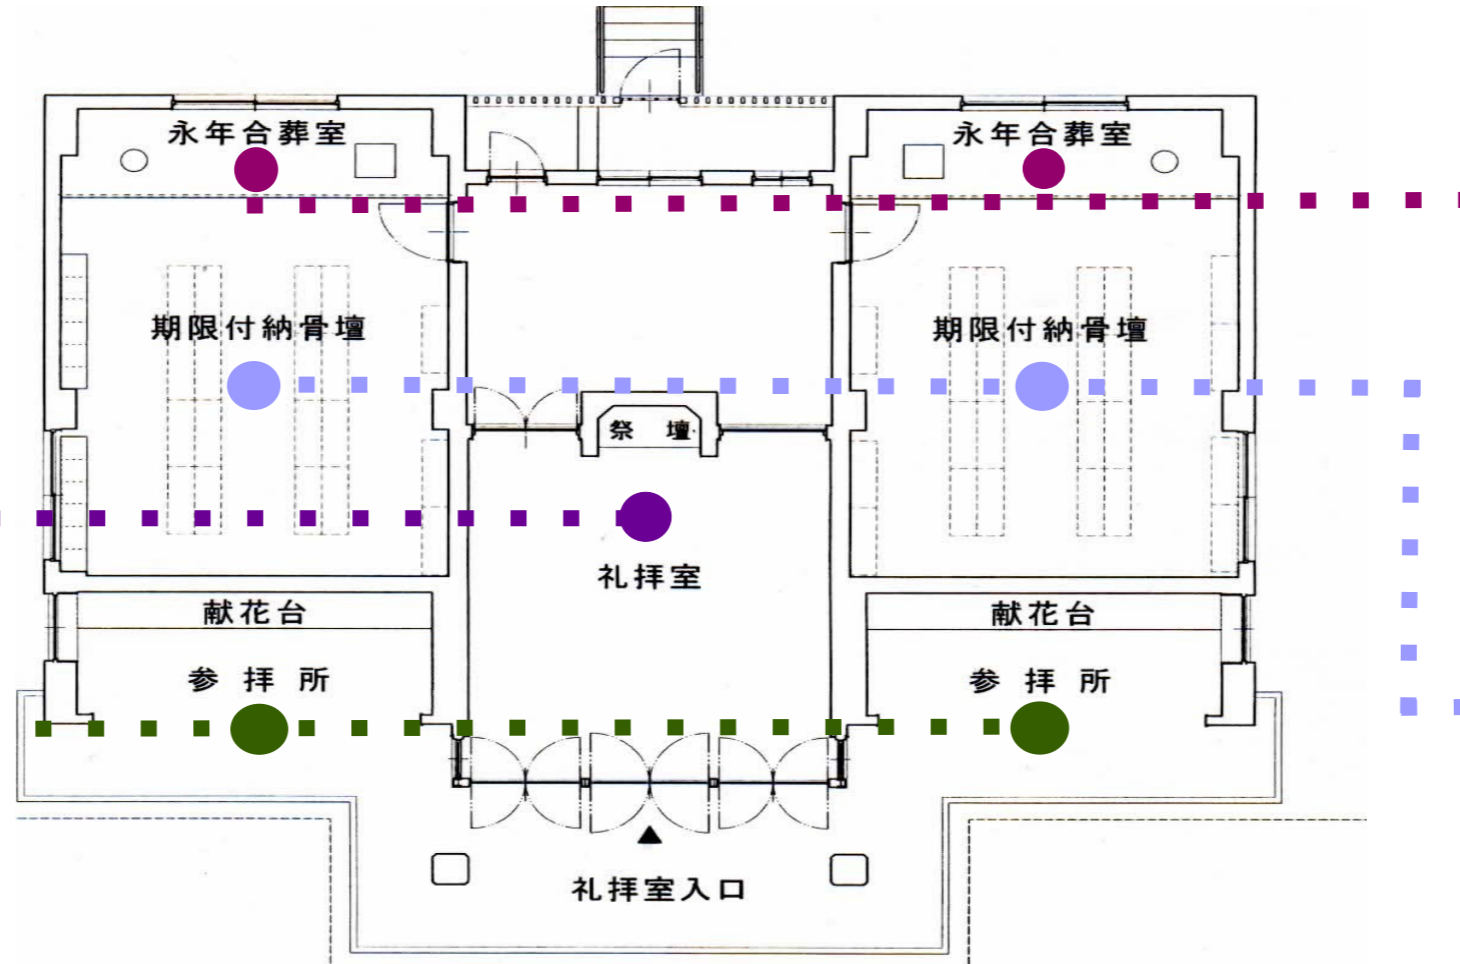 永年合葬室
永年合葬室
期限付納骨壇
期限付納骨壇
祭 壇
礼拝室
献花台
献花台
参 拝 所
参 拝 所
礼拝室入口